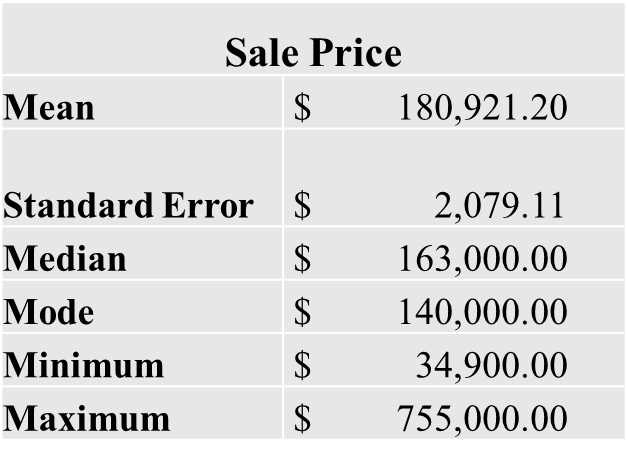 Sale Price
Mean $ 180,921.20
Standard Error $ 2,079.11
Median $ 163,000.00
Mode $ 140,000.00
Minimum $ 34,900.00
Maximum $ 755,000.00